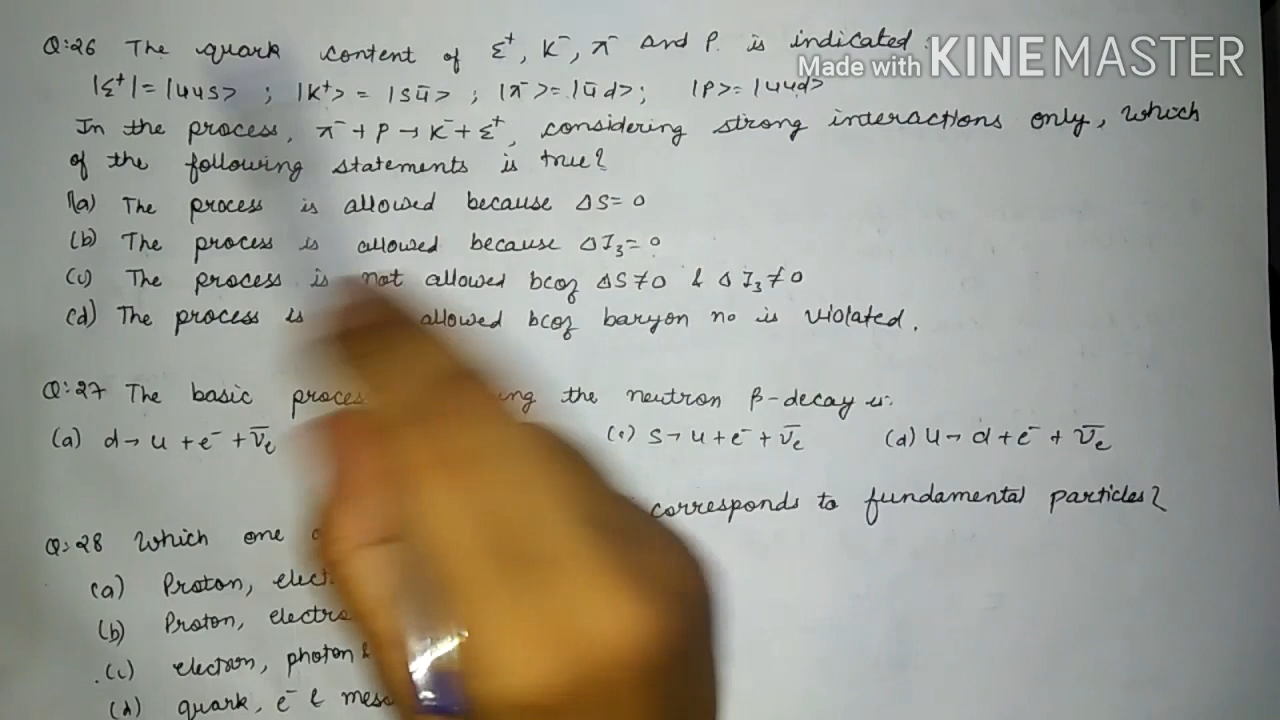 Q:26 The quark content of Σ⁺, K⁻, π⁻ and P. is indicated.
Made with KINEMASTER
|Σ⁺| = |uus> ; |K⁺> = |sū> ; |π⁻> = |ūd> ; |P> = |uud>
In the process, π⁻ + P → K⁻ + Σ⁺, considering strong interactions only, which
of the following statements is true?
(a) The process is allowed because ΔS = 0
(b) The process is allowed because ΔI₃ = 0
(c) The process is not allowed bcoz ΔS ≠ 0 & ΔI₃ ≠ 0
(d) The process is allowed bcoz baryon no is violated.
Q:27 The basic the neutron β-decay is:
(a) d → u + e⁻ + ν̄e (c) s → u + e⁻ + ν̄e (d) u → d + e⁻ + ν̄e
Q:28 Which one corresponds to fundamental particles?
(a) Proton,
(b) Proton,
(c) electron, photon
(d) quark, e⁻ &